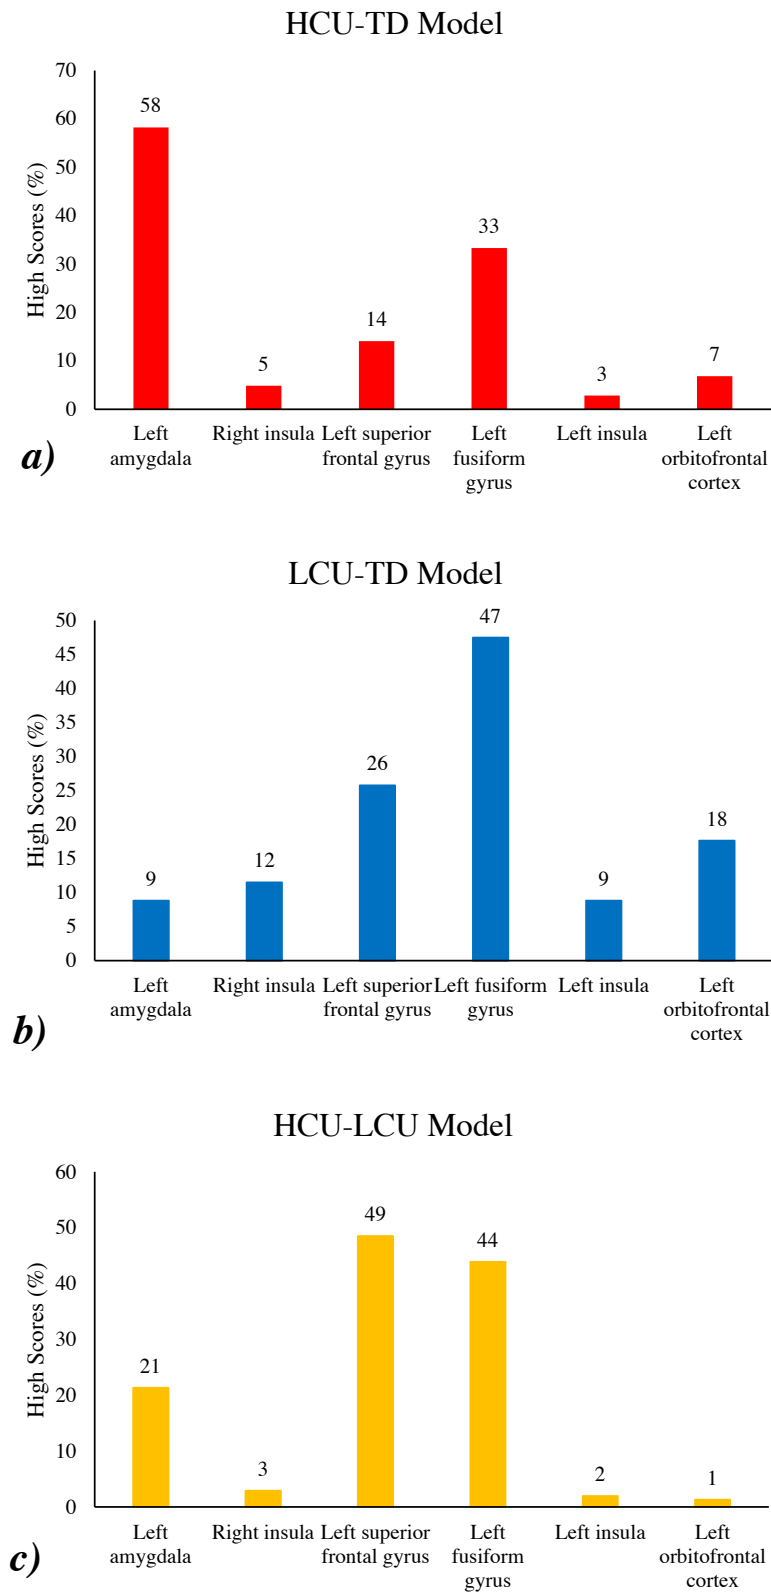 HCU-TD Model
High Scores (%)
70
60
50
40
30
20
10
0
58
5
14
33
3
7
Left
amygdala
Right insula
Left superior
frontal gyrus
Left
fusiform
gyrus
Left insula
Left
orbitofrontal
cortex
a)
LCU-TD Model
High Scores (%)
50
45
40
35
30
25
20
15
10
5
0
9
12
26
47
9
18
Left
amygdala
Right insula
Left superior
frontal gyrus
Left fusiform
gyrus
Left insula
Left
orbitofrontal
cortex
b)
HCU-LCU Model
High Scores (%)
60
50
40
30
20
10
0
21
3
49
44
2
1
Left
amygdala
Right insula
Left superior
frontal gyrus
Left
fusiform
gyrus
Left insula
Left
orbitofrontal
cortex
c)